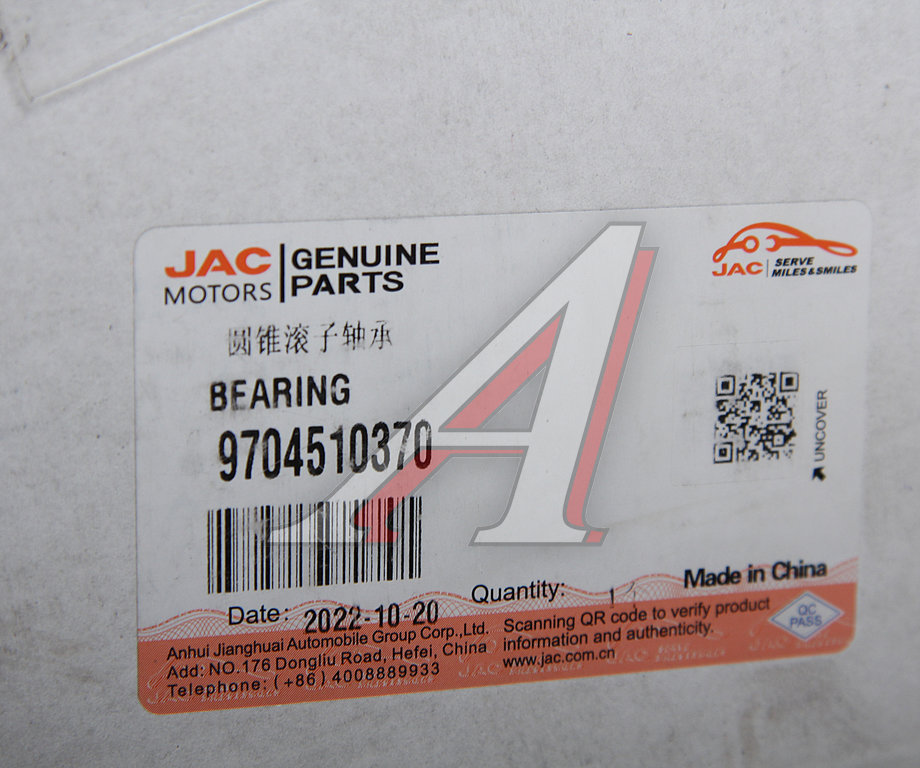 JAC
MOTORS
GENUINE
PARTS
JAC
SERVE
MILES&SMILES
圆锥滚子轴承
BEARING
9704510370
UNCOVER
Date: 2022-10-20
Quantity: 1
Made in China
Anhui Jianghuai Automobile Group Corp.,Ltd.
Add: NO.176 Dongliu Road, Hefei, China
Telephone: (+86) 4008889933
Scanning QR code to verify product
information and authenticity.
www.jac.com.cn
QC
PASS
A